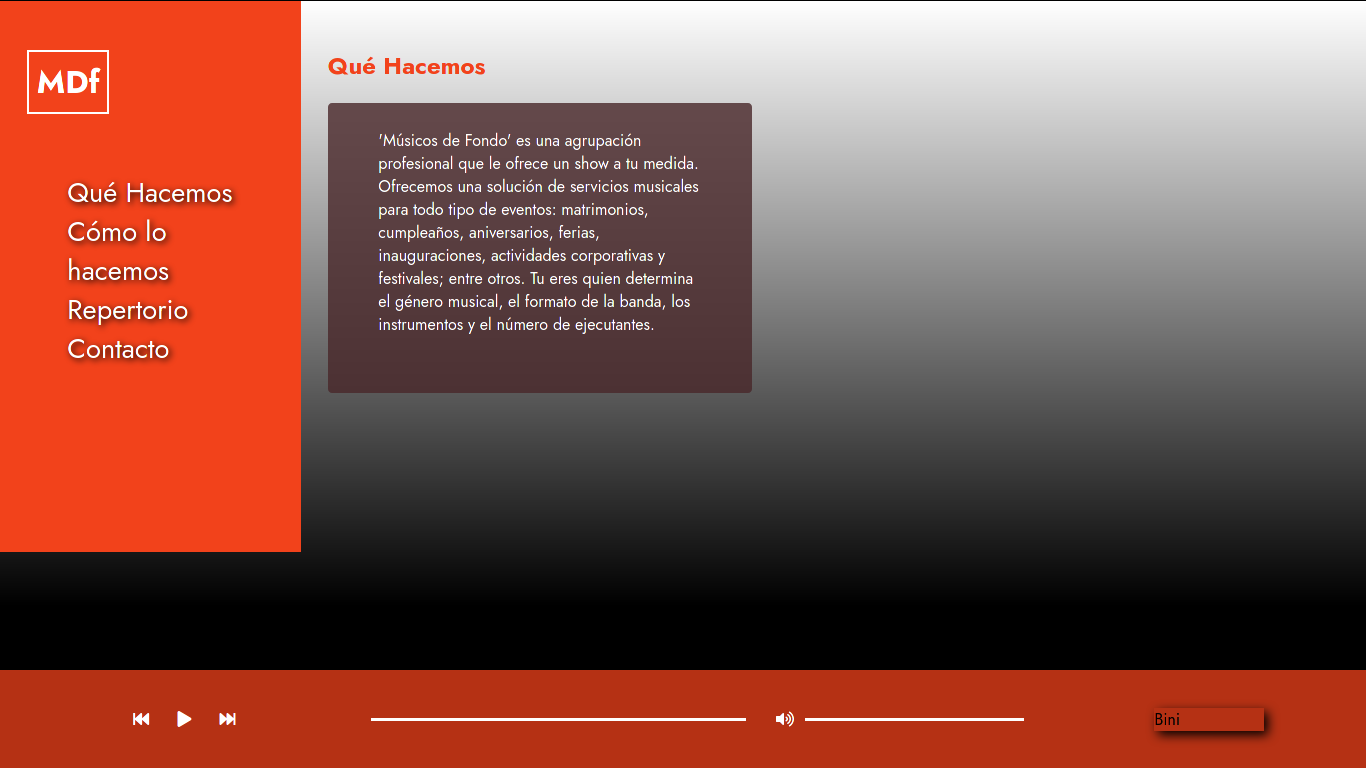 MDf
Qué Hacemos
Cómo lo
hacemos
Repertorio
Contacto
Qué Hacemos
'Músicos de Fondo' es una agrupación
profesional que le ofrece un show a tu medida.
Ofrecemos una solución de servicios musicales
para todo tipo de eventos: matrimonios,
cumpleaños, aniversarios, ferias,
inauguraciones, actividades corporativas y
festivales; entre otros. Tu eres quien determina
el género musical, el formato de la banda, los
instrumentos y el número de ejecutantes.
Bini